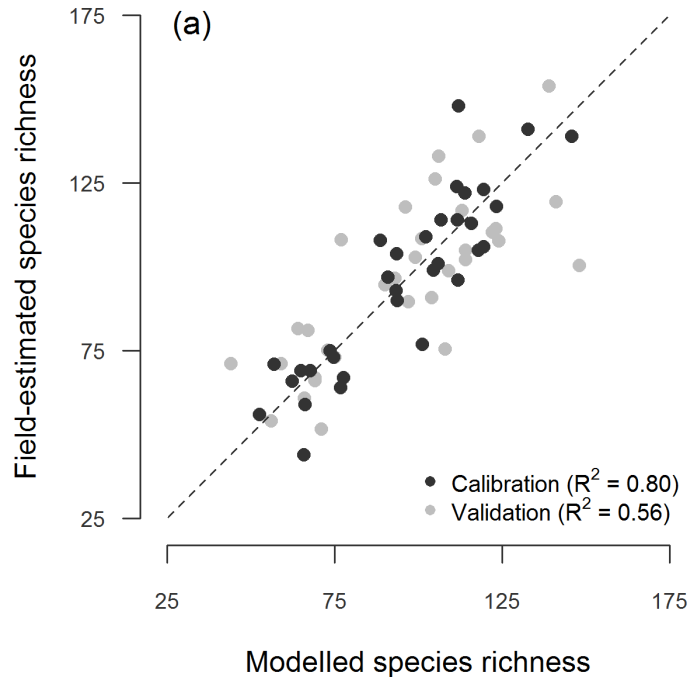 (a)
175
125
75
25
Field-estimated species richness
Calibration (R² = 0.80)
Validation (R² = 0.56)
25
75
125
175
Modelled species richness